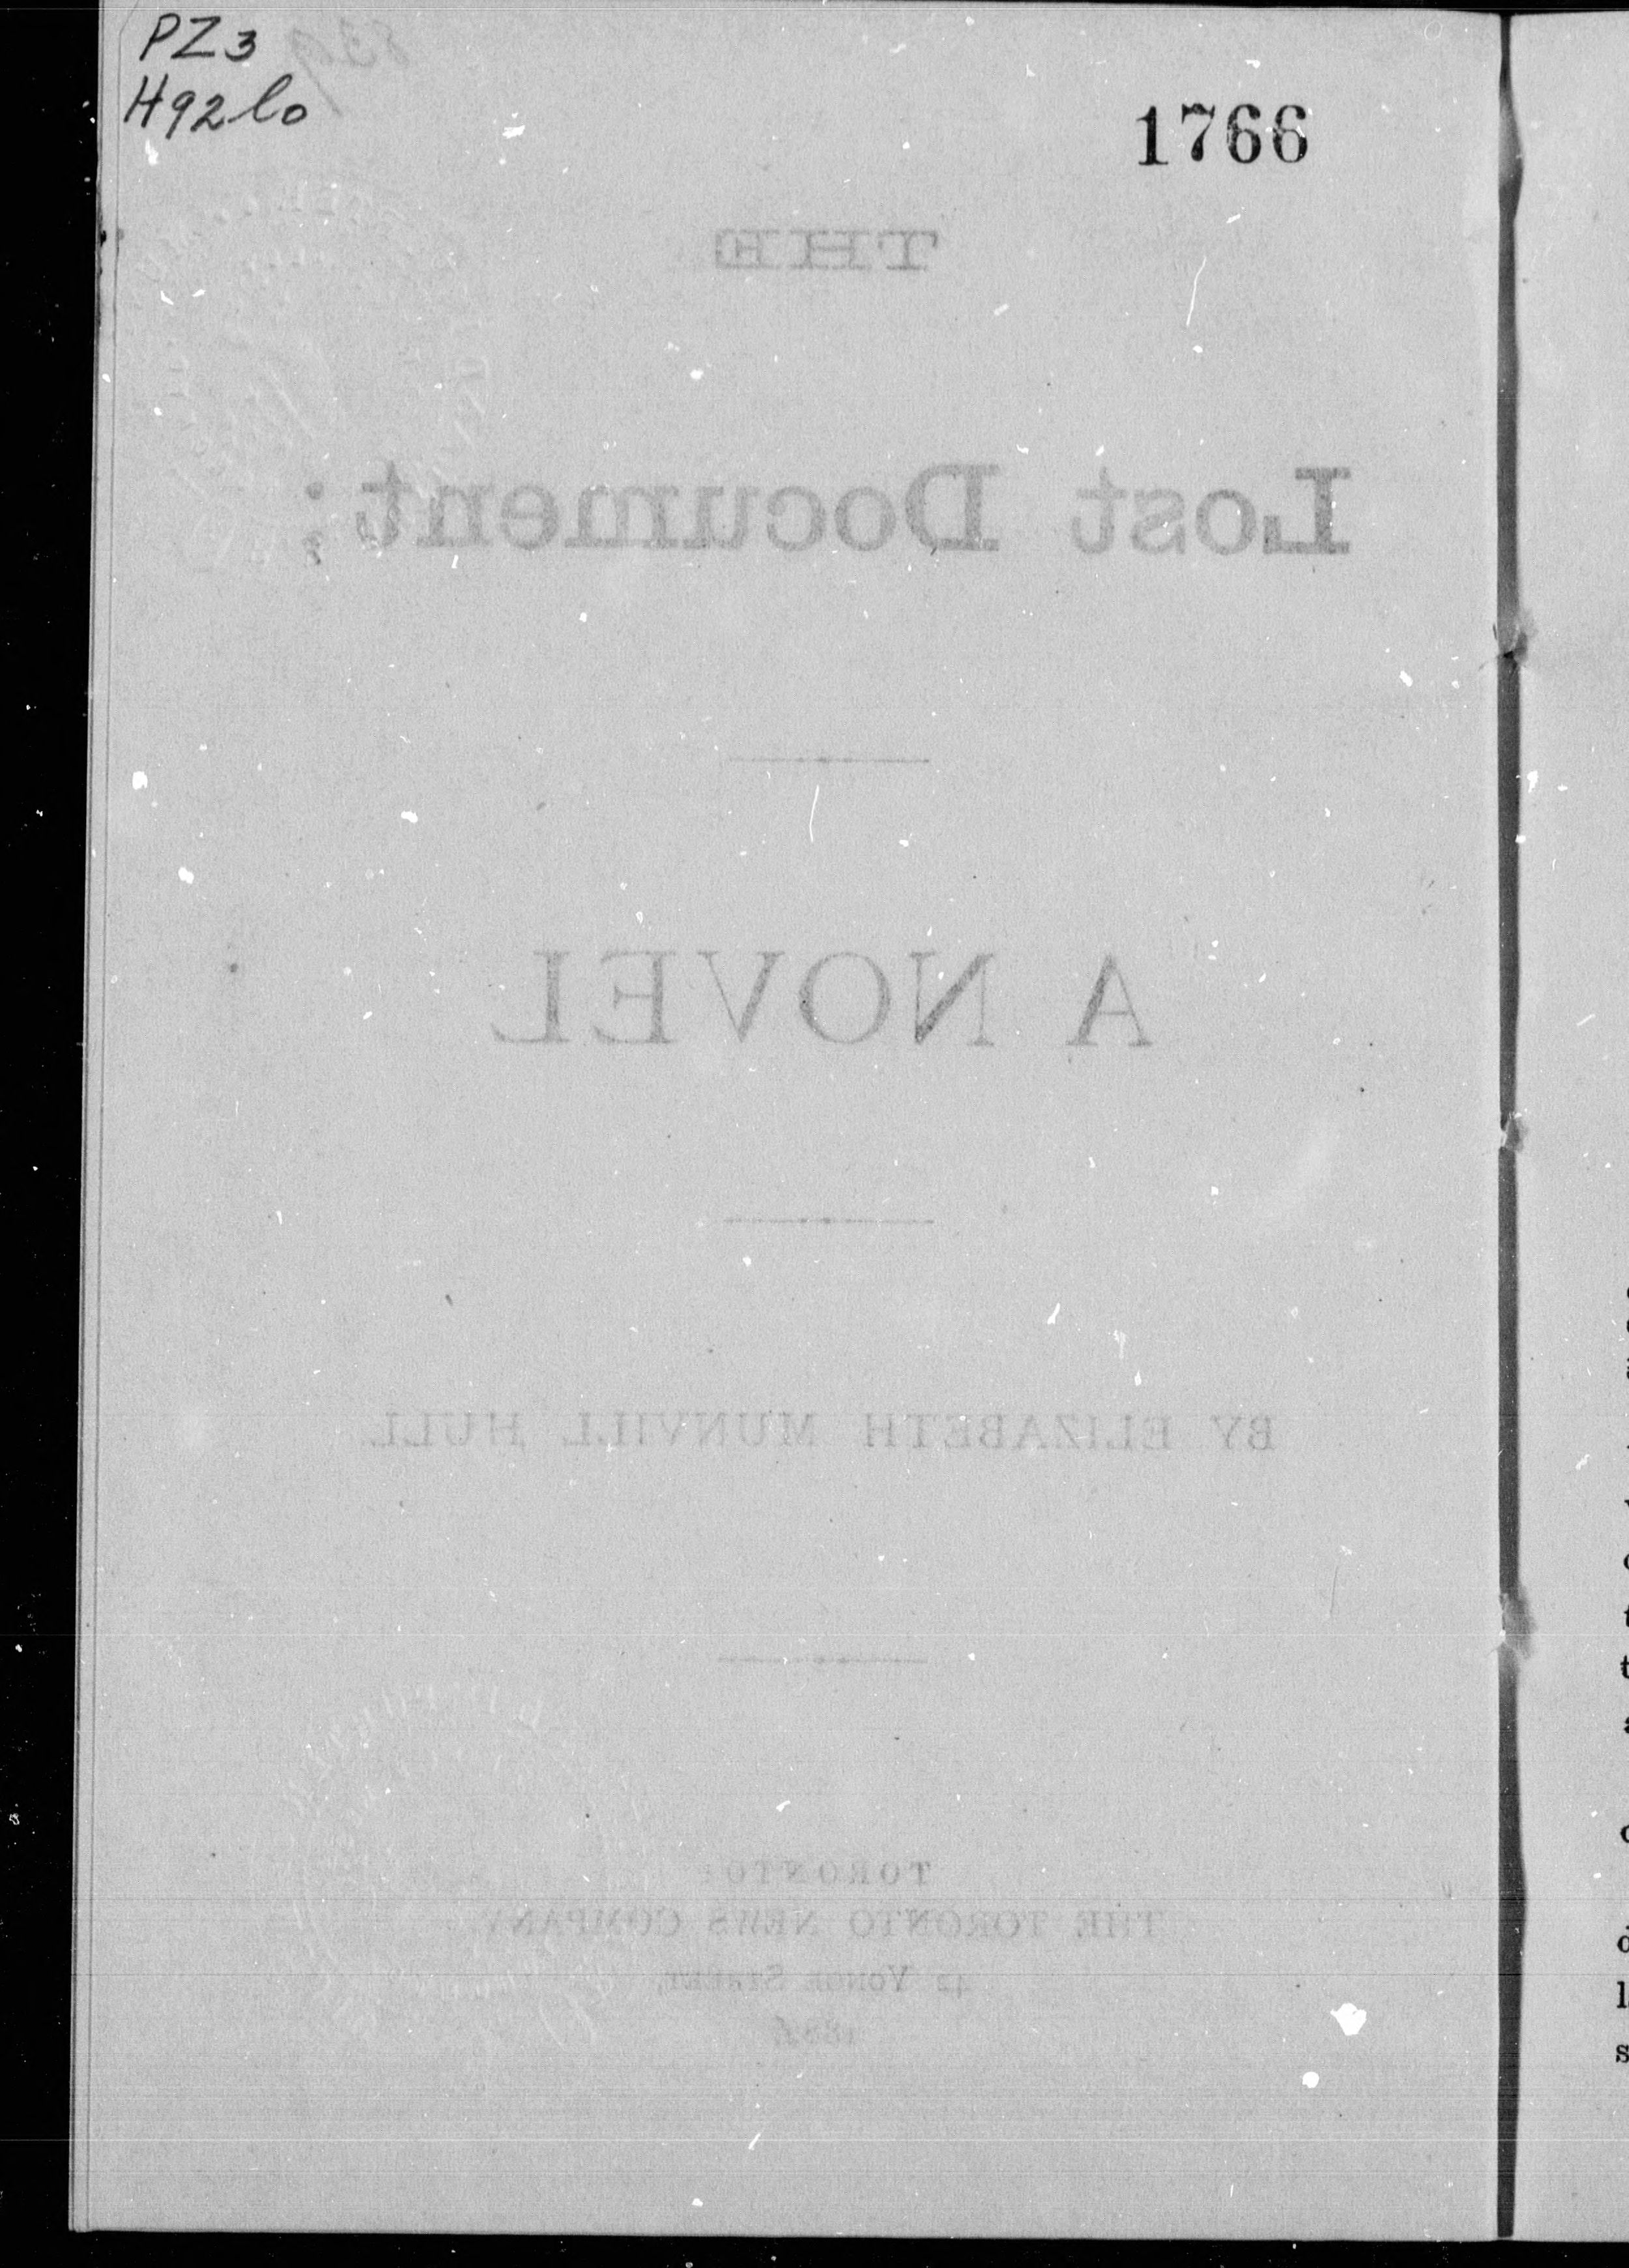 PZ3
H92lo
1766
THE
Lost Document:
A NOVEL
BY ELIZABETH MUNVILL HULL
TORONTO:
THE TORONTO NEWS COMPANY,
42 YONGE STREET,